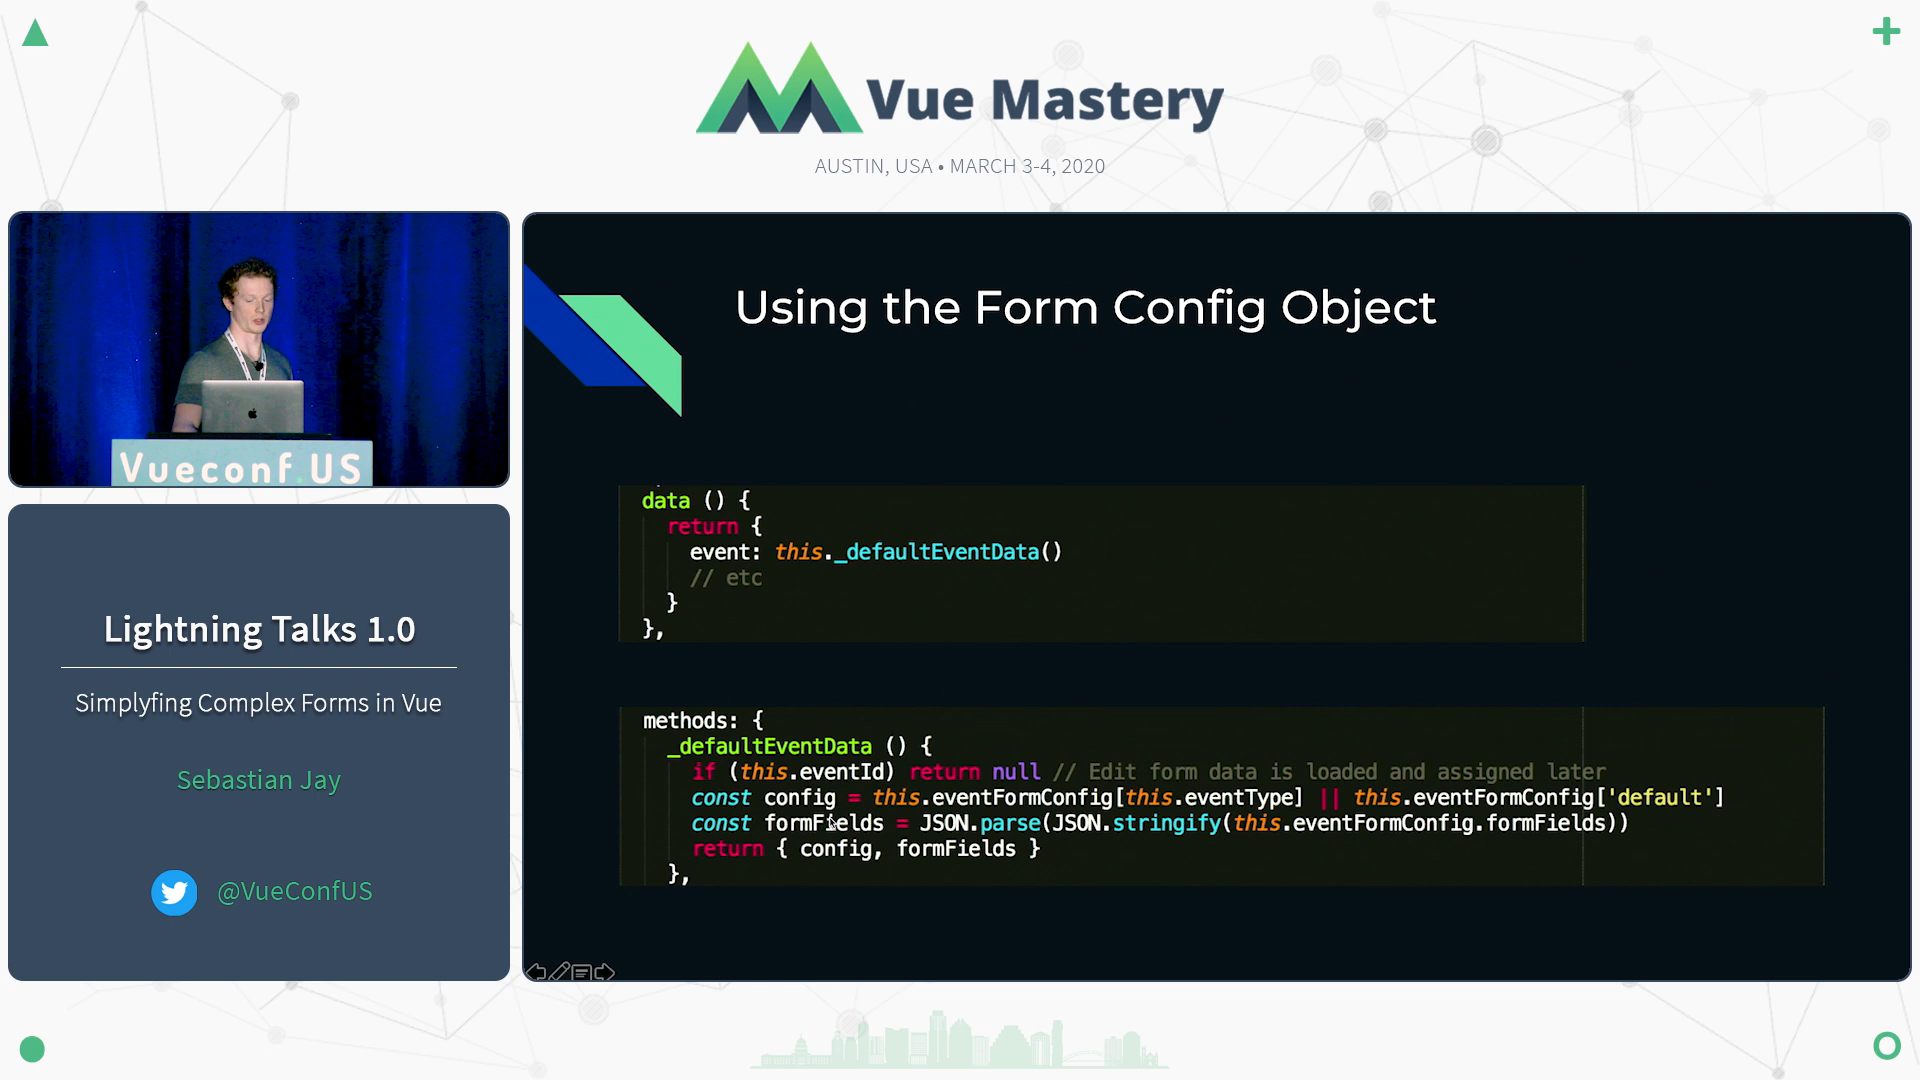 Vue Mastery
AUSTIN, USA • MARCH 3-4, 2020
Vueconf.US
Lightning Talks 1.0
Simplyfing Complex Forms in Vue
Sebastian Jay
@VueConfUS
Using the Form Config Object
data () {
return {
event: this._defaultEventData()
// etc
}
},
methods: {
_defaultEventData () {
if (this.eventId) return null // Edit form data is loaded and assigned later
const config = this.eventFormConfig[this.eventType] || this.eventFormConfig['default']
const formFields = JSON.parse(JSON.stringify(this.eventFormConfig.formFields))
return { config, formFields }
},